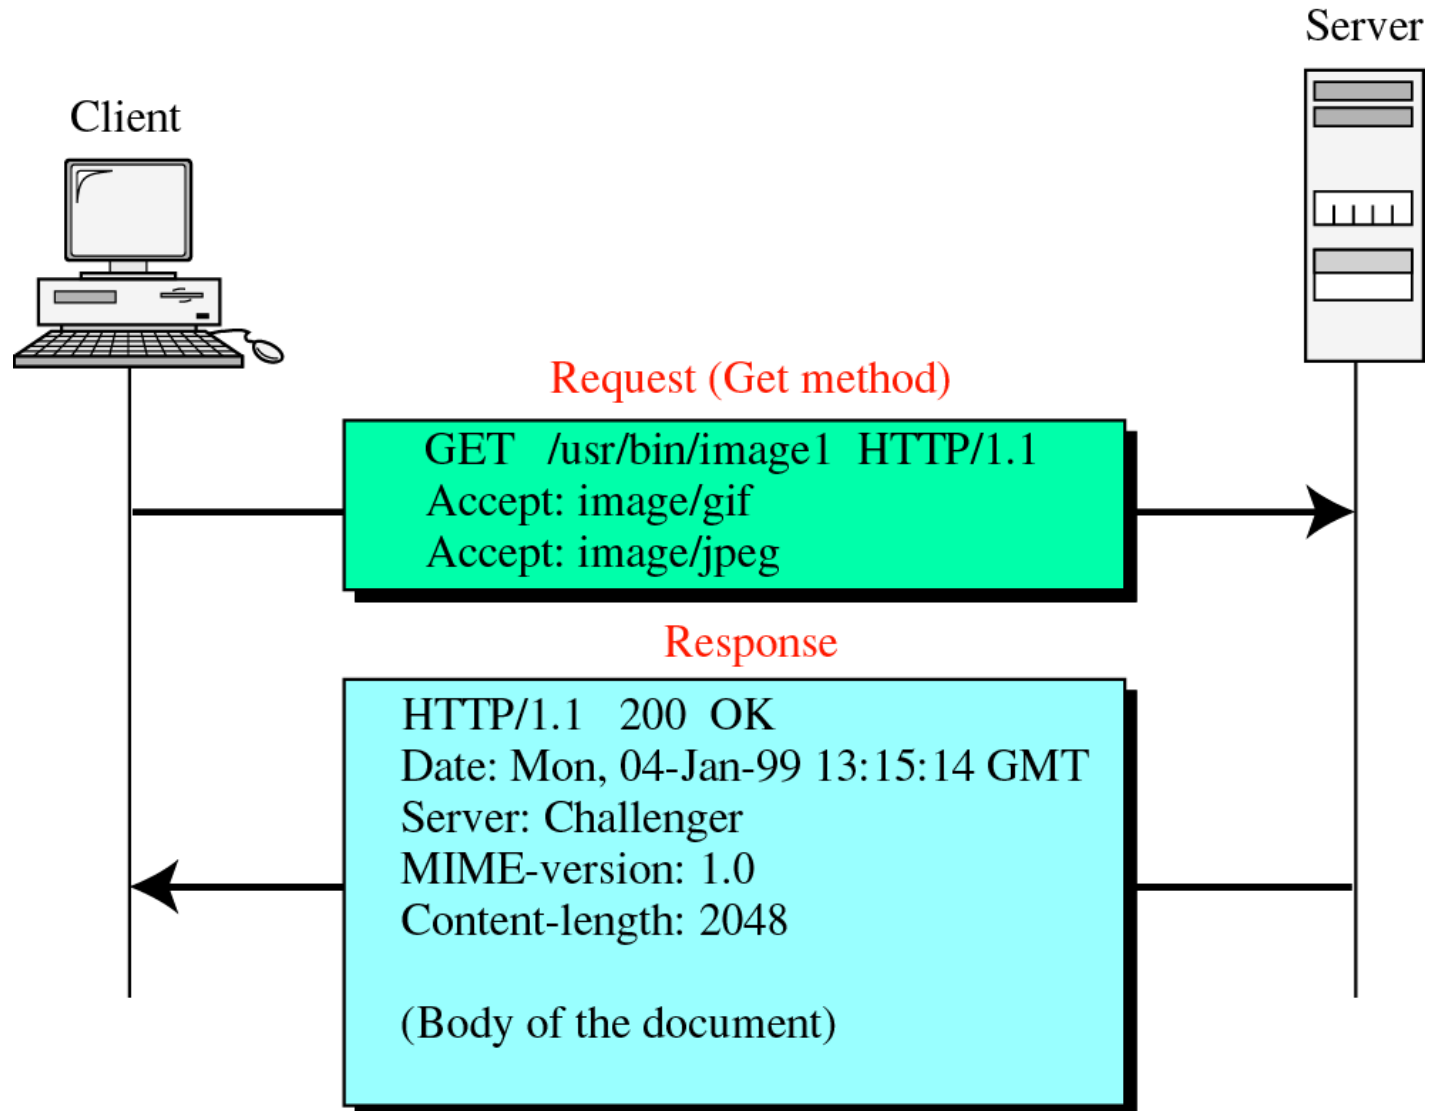 Server
Client
Request (Get method)
GET /usr/bin/image1 HTTP/1.1
Accept: image/gif
Accept: image/jpeg
Response
HTTP/1.1 200 OK
Date: Mon, 04-Jan-99 13:15:14 GMT
Server: Challenger
MIME-version: 1.0
Content-length: 2048
(Body of the document)